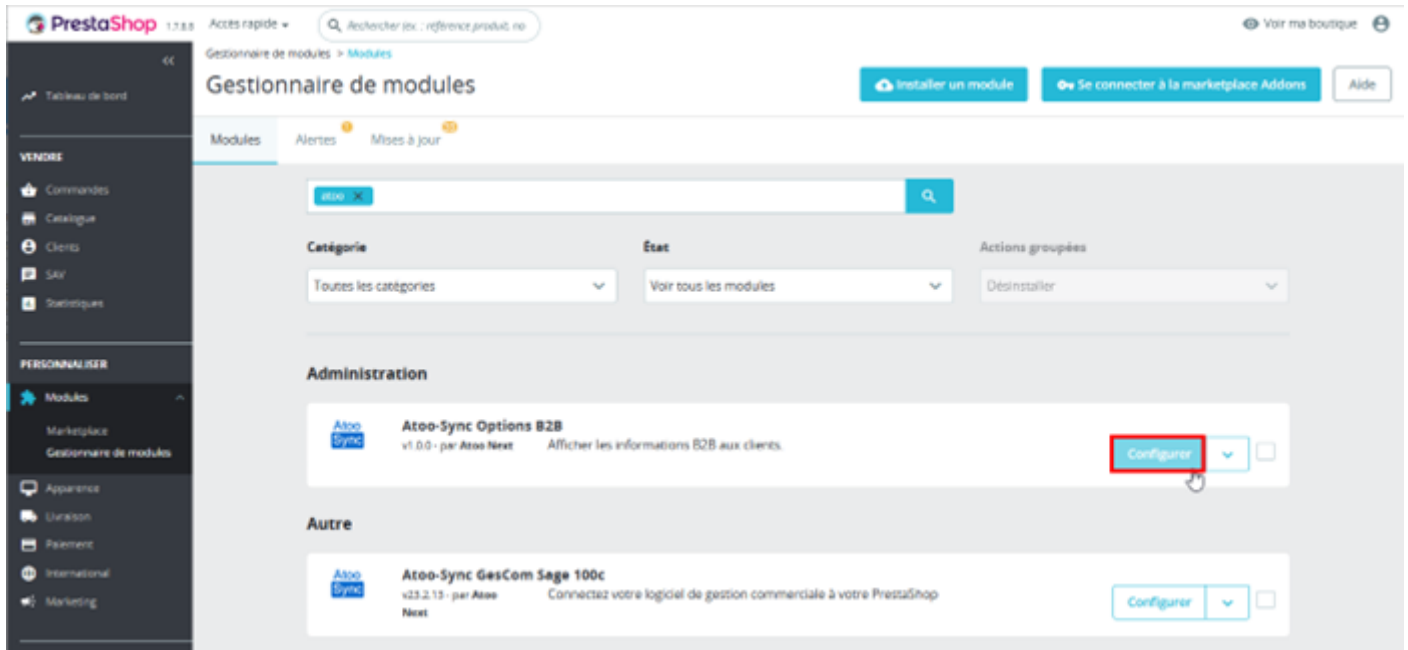 PrestaShop 1.7.8.8 Accès rapide Rechercher (ex. : référence produit, no Voir ma boutique
Gestionnaire de modules > Modules
Gestionnaire de modules
Installer un module Se connecter à la marketplace Addons Aide
Modules Alertes Mises à jour
Tableau de bord
VENDRE
Commandes
Catalogue
Clients
SAV
Statistiques
PERSONNALISER
Modules
Marketplace
Gestionnaire de modules
Apparence
Livraison
Paiement
International
Marketing
atoo
Catégorie État Actions groupées
Toutes les catégories Voir tous les modules Désinstaller
Administration
Atoo Sync
Atoo-Sync Options B2B
v1.0.0 - par Atoo Next Afficher les informations B2B aux clients.
Configurer
Autre
Atoo Sync
Atoo-Sync GesCom Sage 100c
v23.2.13 - par Atoo Next Connectez votre logiciel de gestion commerciale à votre PrestaShop
Configurer